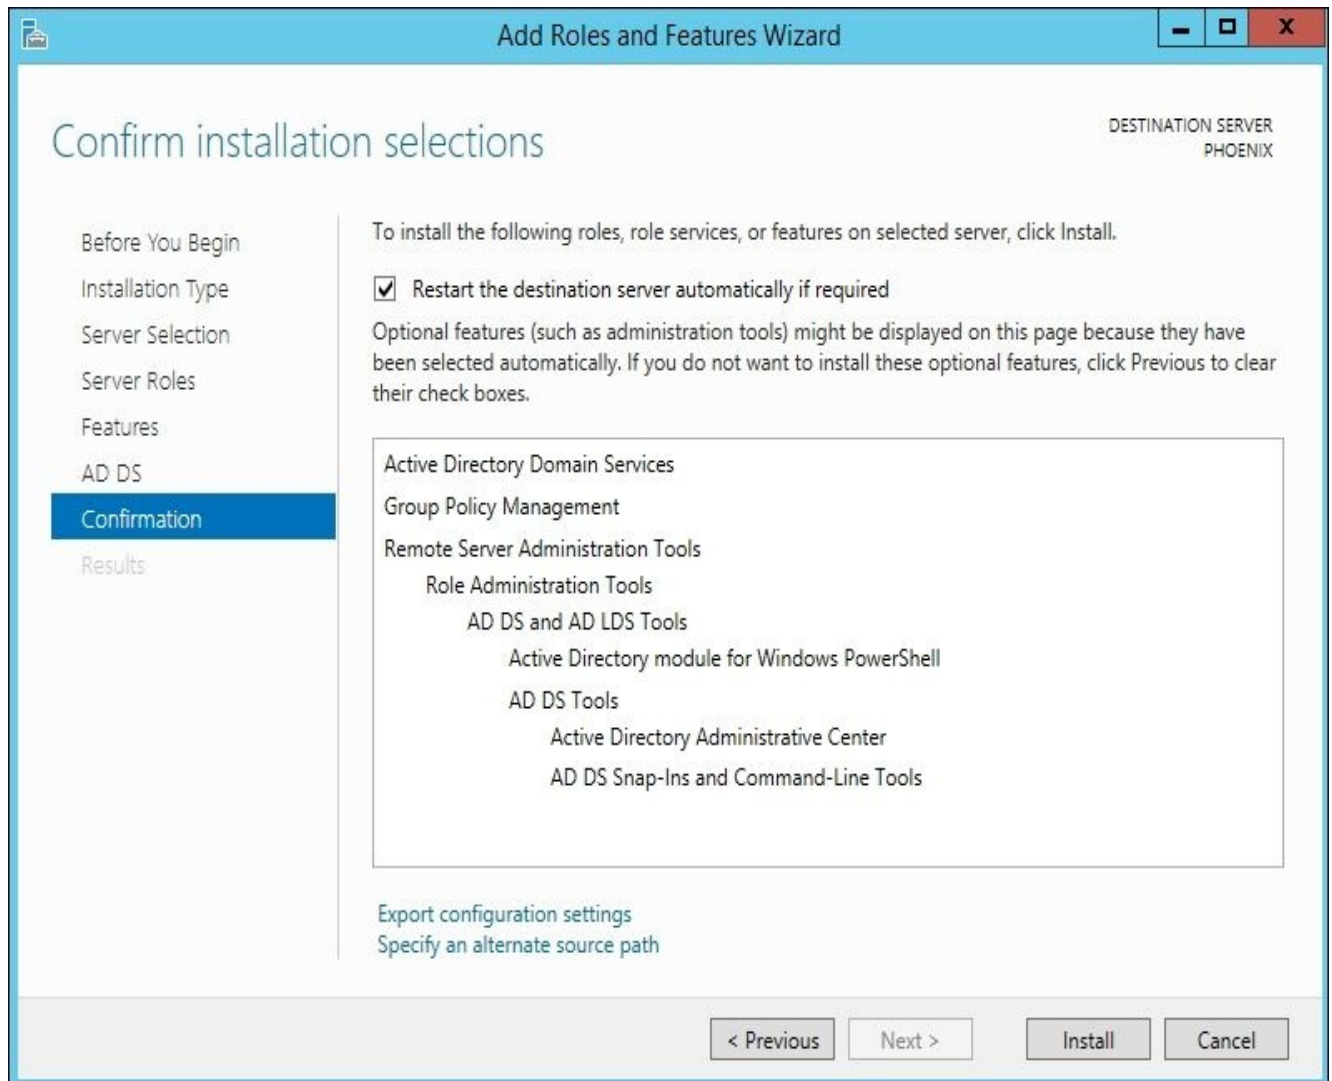 Add Roles and Features Wizard
X
Confirm installation selections
DESTINATION SERVER
PHOENIX
Before You Begin
Installation Type
Server Selection
Server Roles
Features
AD DS
Confirmation
Results
To install the following roles, role services, or features on selected server, click Install.
Restart the destination server automatically if required
Optional features (such as administration tools) might be displayed on this page because they have
been selected automatically. If you do not want to install these optional features, click Previous to clear
their check boxes.
Active Directory Domain Services
Group Policy Management
Remote Server Administration Tools
Role Administration Tools
AD DS and AD LDS Tools
Active Directory module for Windows PowerShell
AD DS Tools
Active Directory Administrative Center
AD DS Snap-Ins and Command-Line Tools
Export configuration settings
Specify an alternate source path
< Previous
Next >
Install
Cancel